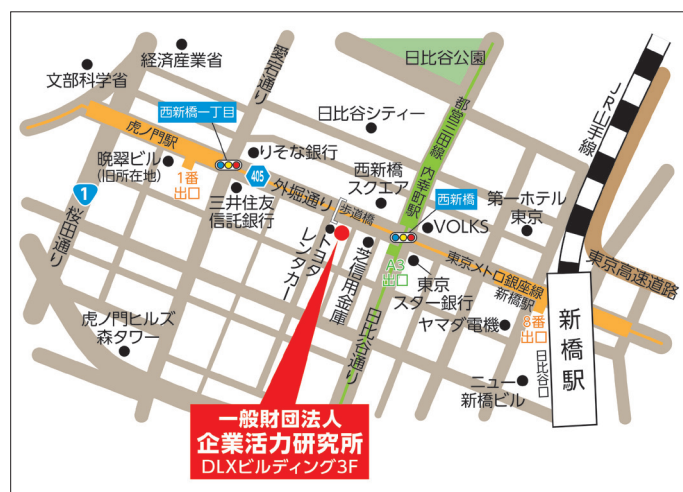 経済産業省
文部科学省
愛宕通り
日比谷公園
JR山手線
都営三田線 内幸町駅
西新橋一丁目
日比谷シティー
虎ノ門駅
りそな銀行
晩翠ビル
(旧所在地)
1番
出口
405
三井住友
信託銀行
外堀通り
歩道橋
西新橋
スクエア
西新橋
第一ホテル
東京
VOLKS
1
桜田通り
トヨタ
レンタカー
芝信用金庫
A3
出口
東京
スター銀行
東京メトロ銀座線
新橋駅
東京高速道路
虎ノ門ヒルズ
森タワー
日比谷通り
ヤマダ電機
8番
出口
日比谷口
新橋駅
ニュー
新橋ビル
一般財団法人
企業活力研究所
DLXビルディング3F